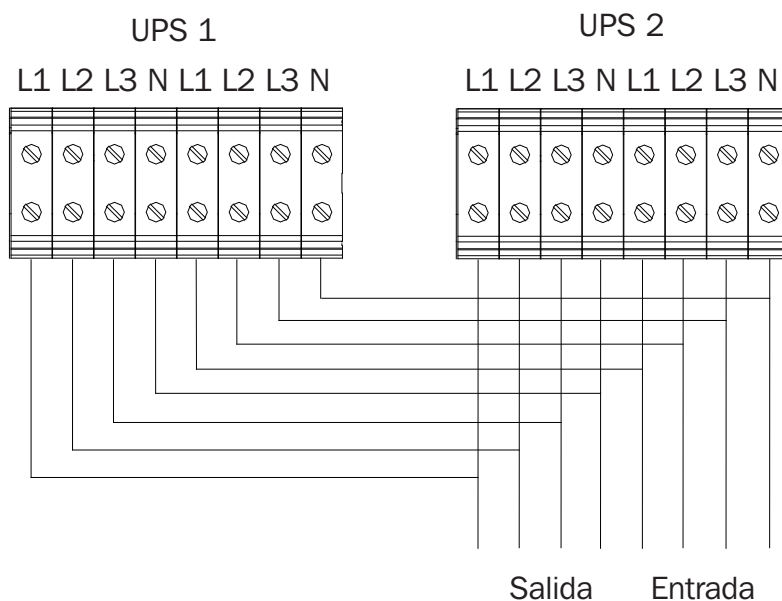 UPS 1
UPS 2
L1 L2 L3 N L1 L2 L3 N
L1 L2 L3 N L1 L2 L3 N
Salida
Entrada